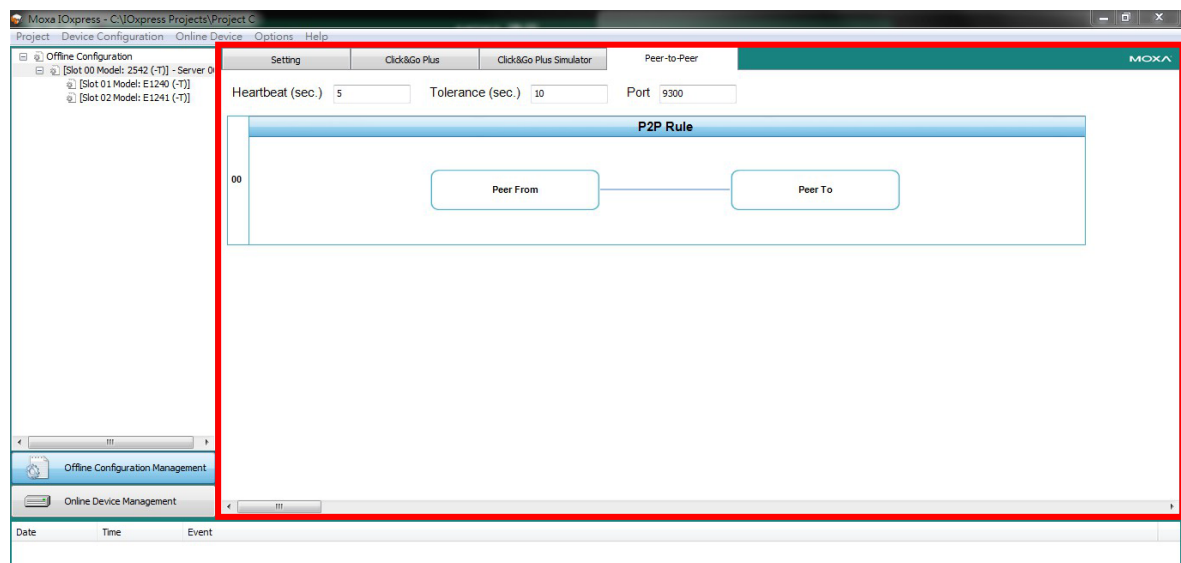 Moxa IOxpress - C:\IOxpress Projects\Project C
Project Device Configuration Online Device Options Help
Offline Configuration
[Slot 00 Model: 2542 (-T)] - Server 0
[Slot 01 Model: E1240 (-T)]
[Slot 02 Model: E1241 (-T)]
Setting Click&Go Plus Click&Go Plus Simulator Peer-to-Peer MOXA
Heartbeat (sec.) 5 Tolerance (sec.) 10 Port 9300
P2P Rule
00 Peer From Peer To
Offline Configuration Management
Online Device Management
Date Time Event